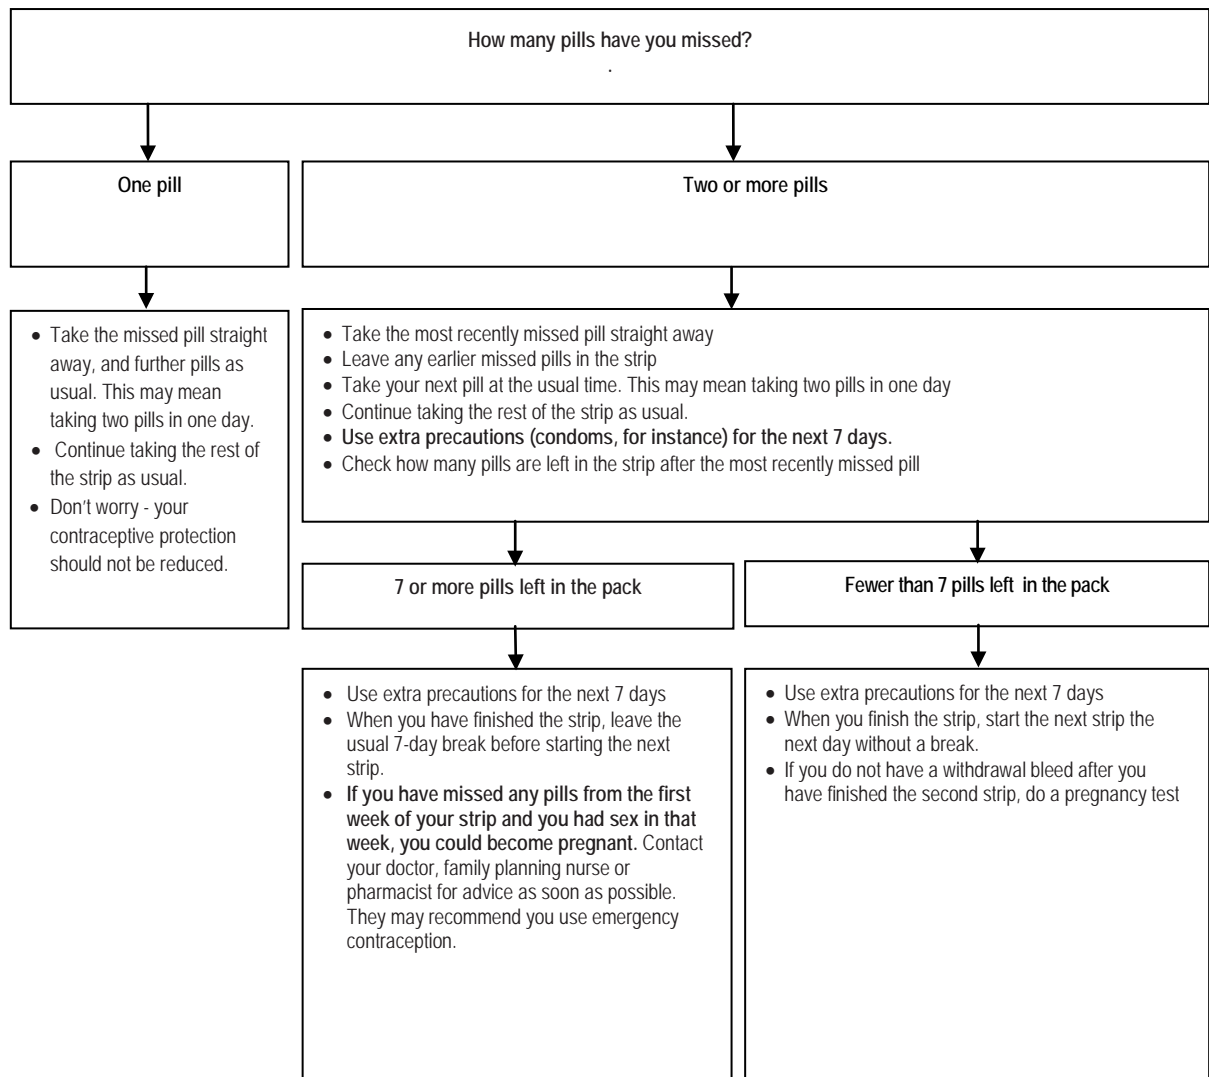 How many pills have you missed?
.
One pill
Two or more pills
• Take the missed pill straight
away, and further pills as
usual. This may mean
taking two pills in one day.
• Continue taking the rest of
the strip as usual.
• Don't worry - your
contraceptive protection
should not be reduced.
• Take the most recently missed pill straight away
• Leave any earlier missed pills in the strip
• Take your next pill at the usual time. This may mean taking two pills in one day
• Continue taking the rest of the strip as usual.
• Use extra precautions (condoms, for instance) for the next 7 days.
• Check how many pills are left in the strip after the most recently missed pill
7 or more pills left in the pack
Fewer than 7 pills left in the pack
• Use extra precautions for the next 7 days
• When you have finished the strip, leave the
usual 7-day break before starting the next
strip.
• If you have missed any pills from the first
week of your strip and you had sex in that
week, you could become pregnant. Contact
your doctor, family planning nurse or
pharmacist for advice as soon as possible.
They may recommend you use emergency
contraception.
• Use extra precautions for the next 7 days
• When you finish the strip, start the next strip the
next day without a break.
• If you do not have a withdrawal bleed after you
have finished the second strip, do a pregnancy test